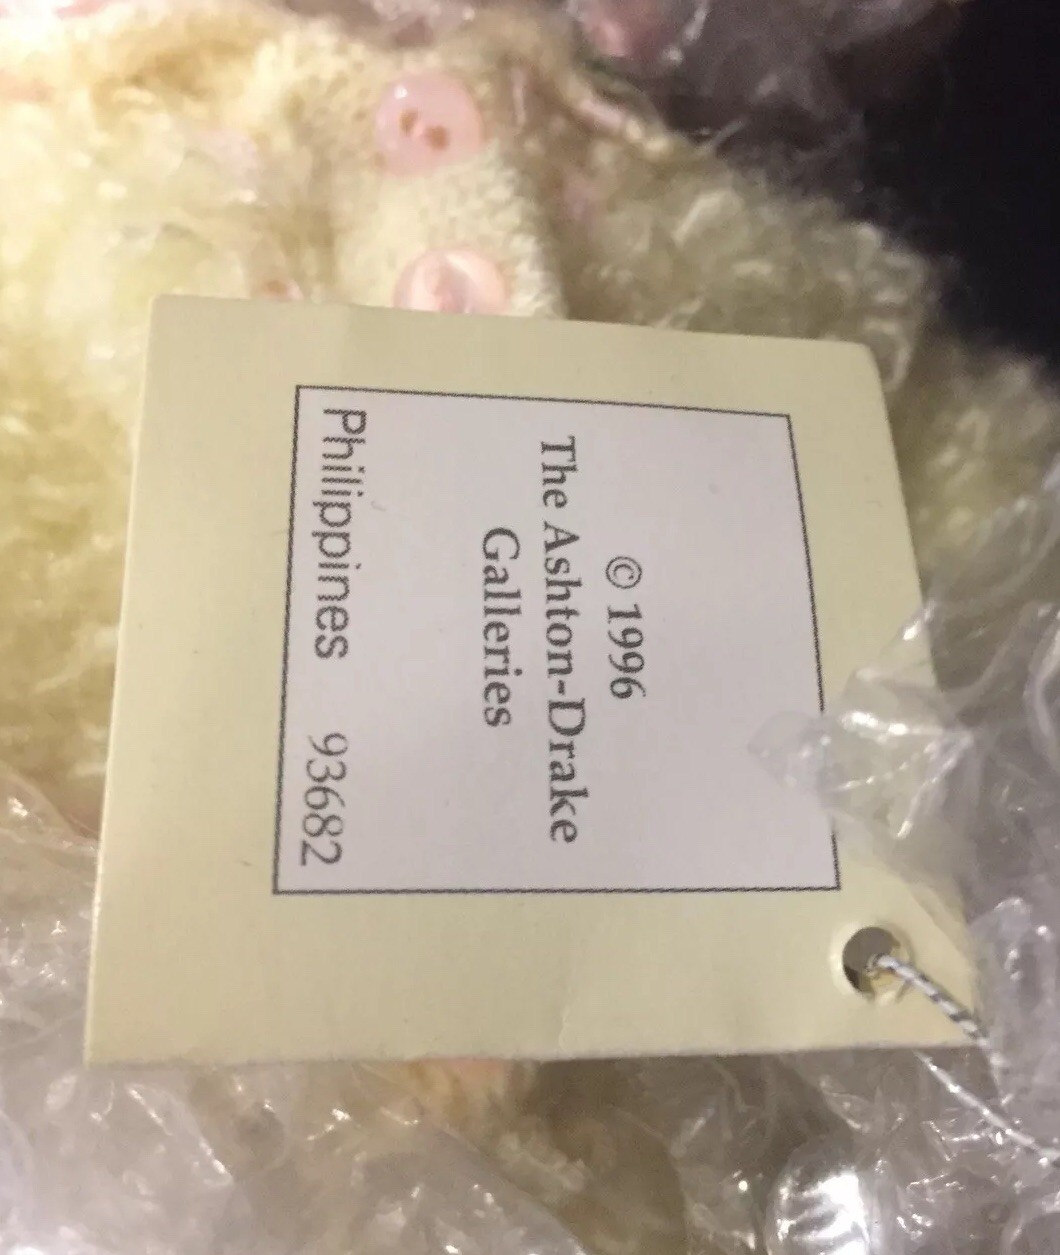 © 1996
The Ashton-Drake
Galleries
Philippines 93682